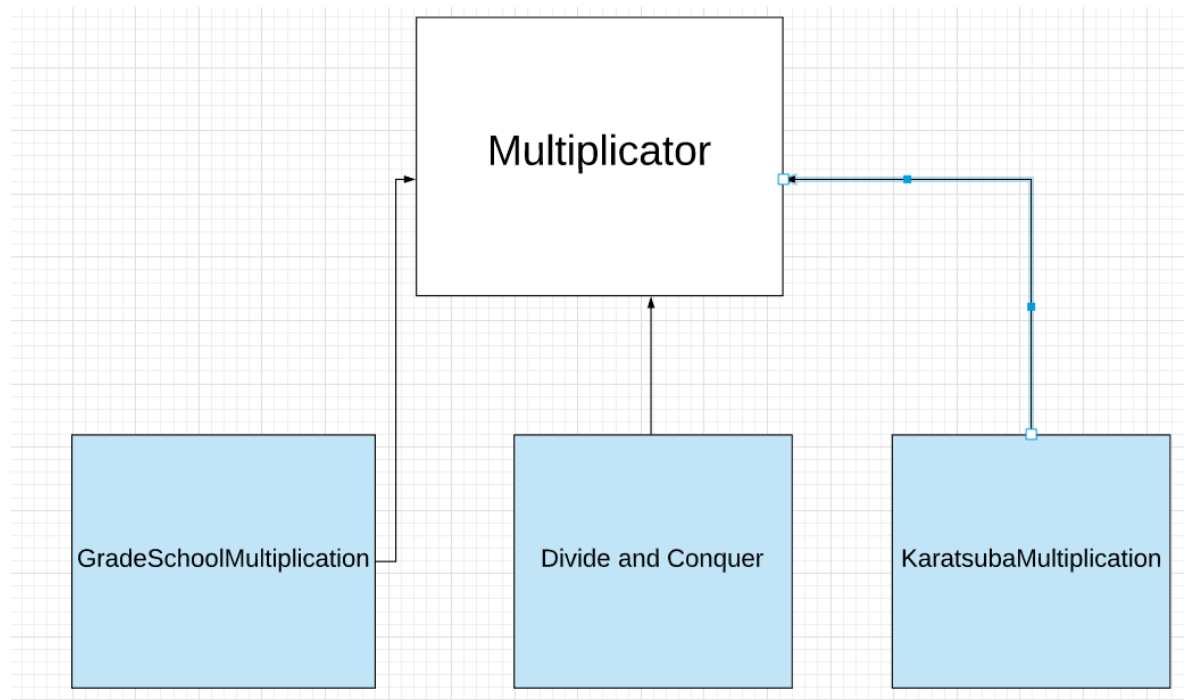 Multiplicator
GradeSchoolMultiplication
Divide and Conquer
KaratsubaMultiplication